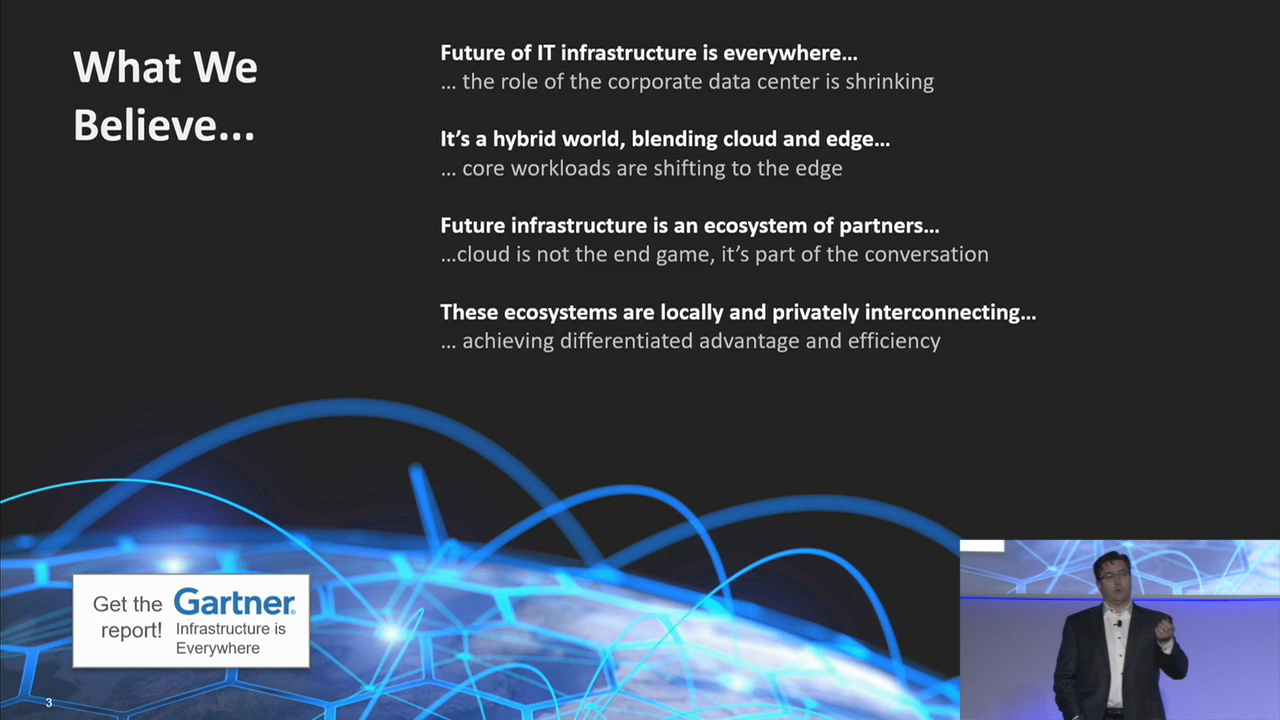 What We
Believe...
Future of IT infrastructure is everywhere...
... the role of the corporate data center is shrinking
It's a hybrid world, blending cloud and edge...
... core workloads are shifting to the edge
Future infrastructure is an ecosystem of partners...
...cloud is not the end game, it's part of the conversation
These ecosystems are locally and privately interconnecting...
... achieving differentiated advantage and efficiency
Get the
report!
Gartner®
Infrastructure is
Everywhere
3